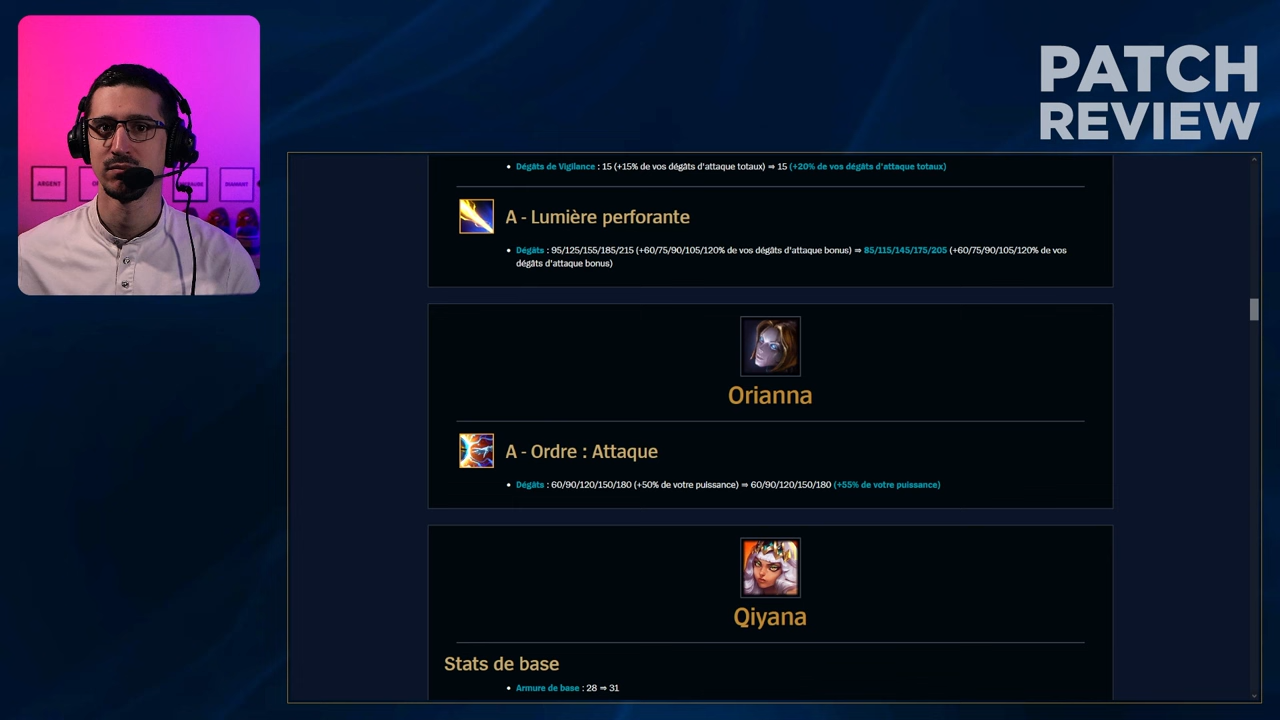 PATCH
REVIEW
ARGENT
• Dégâts de Vigilance : 15 (+15% de vos dégâts d'attaque totaux) ⇒ 15 (+20% de vos dégâts d'attaque totaux)
A - Lumière perforante
• Dégâts : 95/125/155/185/215 (+60/75/90/105/120% de vos dégâts d'attaque bonus) ⇒ 85/115/145/175/205 (+60/75/90/105/120% de vos
dégâts d'attaque bonus)
Orianna
A - Ordre : Attaque
• Dégâts : 60/90/120/150/180 (+50% de votre puissance) ⇒ 60/90/120/150/180 (+55% de votre puissance)
Qiyana
Stats de base
• Armure de base : 28 ⇒ 31